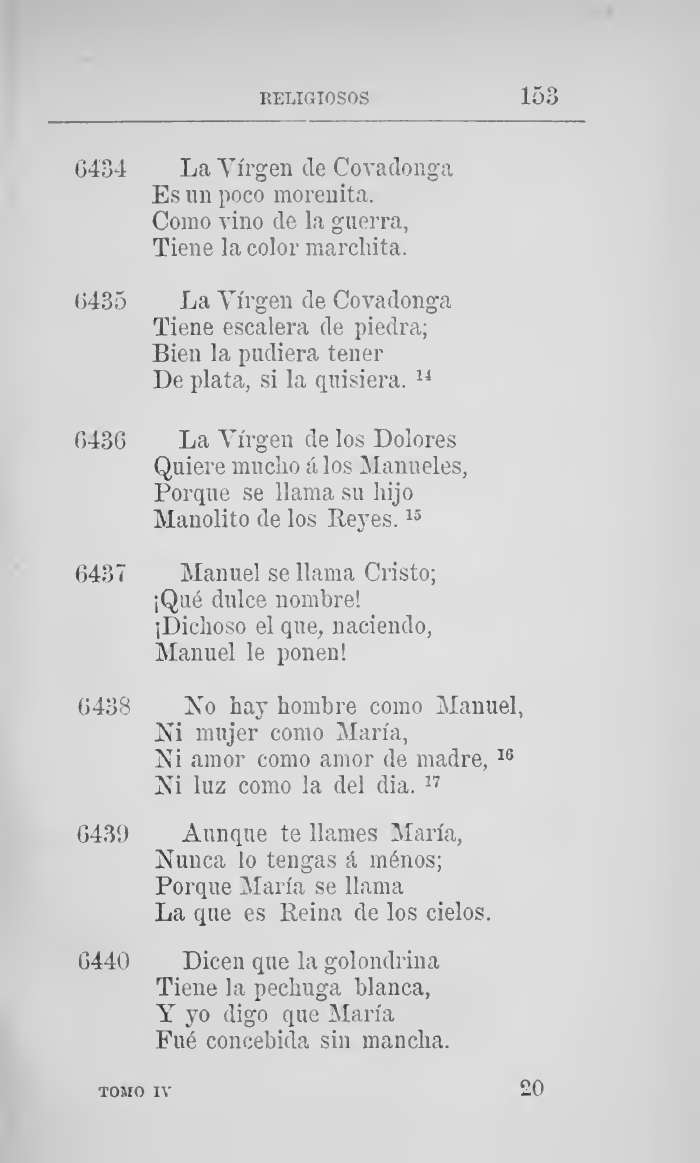 RELIGIOSOS 153
6434 La Vírgen de Covadonga
Es un poco morenita.
Como vino de la guerra,
Tiene la color marchita.
6435 La Vírgen de Covadonga
Tiene escalera de piedra;
Bien la pudiera tener
De plata, si la quisiera. 14
6436 La Vírgen de los Dolores
Quiere mucho á los Manueles,
Porque se llama su hijo
Manolito de los Reyes. 15
6437 Manuel se llama Cristo;
¡Qué dulce nombre!
¡Dichoso el que, naciendo,
Manuel le ponen!
6438 No hay hombre como Manuel,
Ni mujer como María,
Ni amor como amor de madre, 16
Ni luz como la del dia. 17
6439 Aunque te llames María,
Nunca lo tengas á ménos;
Porque María se llama
La que es Reina de los cielos.
6440 Dicen que la golondrina
Tiene la pechuga blanca,
Y yo digo que María
Fué concebida sin mancha.
TOMO IV 20